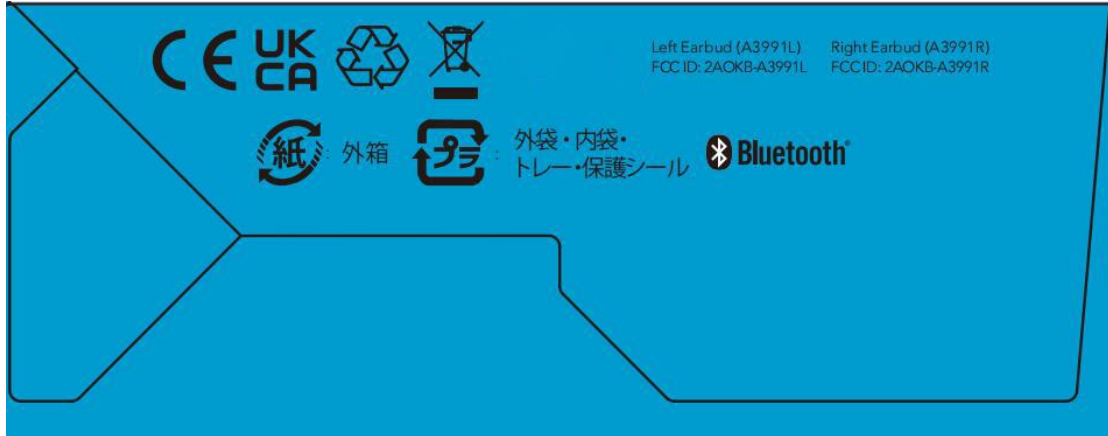 CE UK CA
Left Earbud (A3991L) Right Earbud (A3991R)
FCC ID: 2AOKB-A3991L FCC ID: 2AOKB-A3991R
紙 : 外箱
プラ : 外袋・内袋・
トレー・保護シール
Bluetooth®